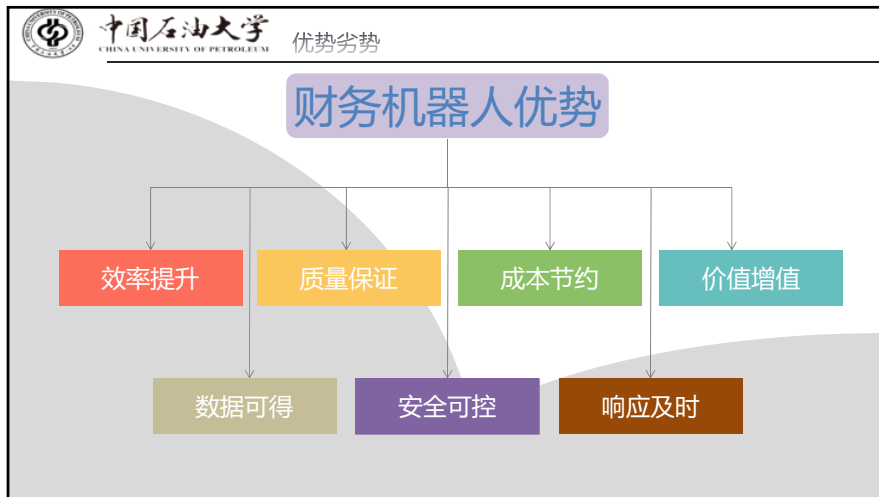 中国石油大学
CHINA UNIVERSITY OF PETROLEUM
优势劣势
财务机器人优势
效率提升
质量保证
成本节约
价值增值
数据可得
安全可控
响应及时